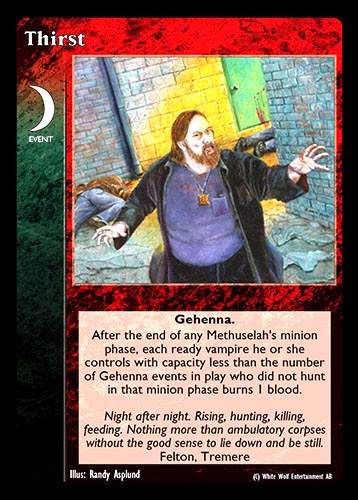 Thirst
EVENT
Gehenna.
After the end of any Methuselah's minion
phase, each ready vampire he or she
controls with capacity less than the number
of Gehenna events in play who did not hunt
in that minion phase burns 1 blood.
Night after night. Rising, hunting, killing,
feeding. Nothing more than ambulatory corpses
without the good sense to lie down and be still.
Felton, Tremere
Illus: Randy Asplund
(C) White Wolf Entertainment AB